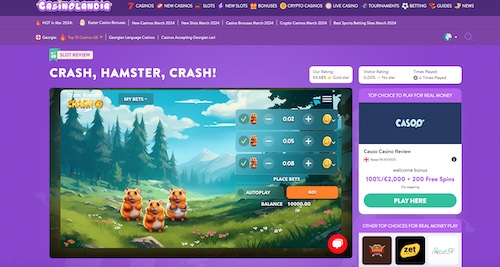 CASINOLANDIA
CASINOS NEW CASINOS SLOTS NEW SLOTS BONUSES CRYPTO CASINOS LIVE CASINO TOURNAMENTS BETTING GUIDES NEWS
HOT in Mar 2024: Easter Casino Bonuses New Casinos March 2024 New Slots March 2024 Crypto Casinos March 2024 Best Sports Betting Sites March 2024
Georgia: Top 10 Casinos GE Georgian Language Casinos Casinos Accepting Georgian Lari
SLOT REVIEW
CRASH, HAMSTER, CRASH!
Our Rating:
Gold star
Visitor Rating:
0.00% No star
Times Played:
0 Times Played
MY BETS
CRASH!
0.02
0.05
0.08
PLACE BETS
AUTOPLAY
GO!
BALANCE 10000.00
TOP CHOICE TO PLAY FOR REAL MONEY
CASOO
Casoo Casino Review
welcome bonus
100%/€2,000 + 200 Free Spins
PLAY HERE
OTHER TOP CHOICES FOR REAL MONEY PLAY
zet